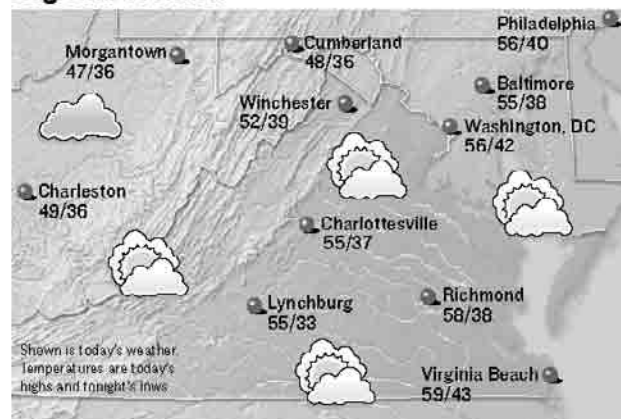 Philadelphia
56/40
Morgantown
47/36
Cumberland
48/36
Baltimore
55/38
Winchester
52/39
Washington, DC
56/42
Charleston
49/36
Charlottesville
55/37
Lynchburg
55/33
Richmond
58/38
Shown is today's weather.
Temperatures are today's
highs and tonight's lows
Virginia Beach
59/43